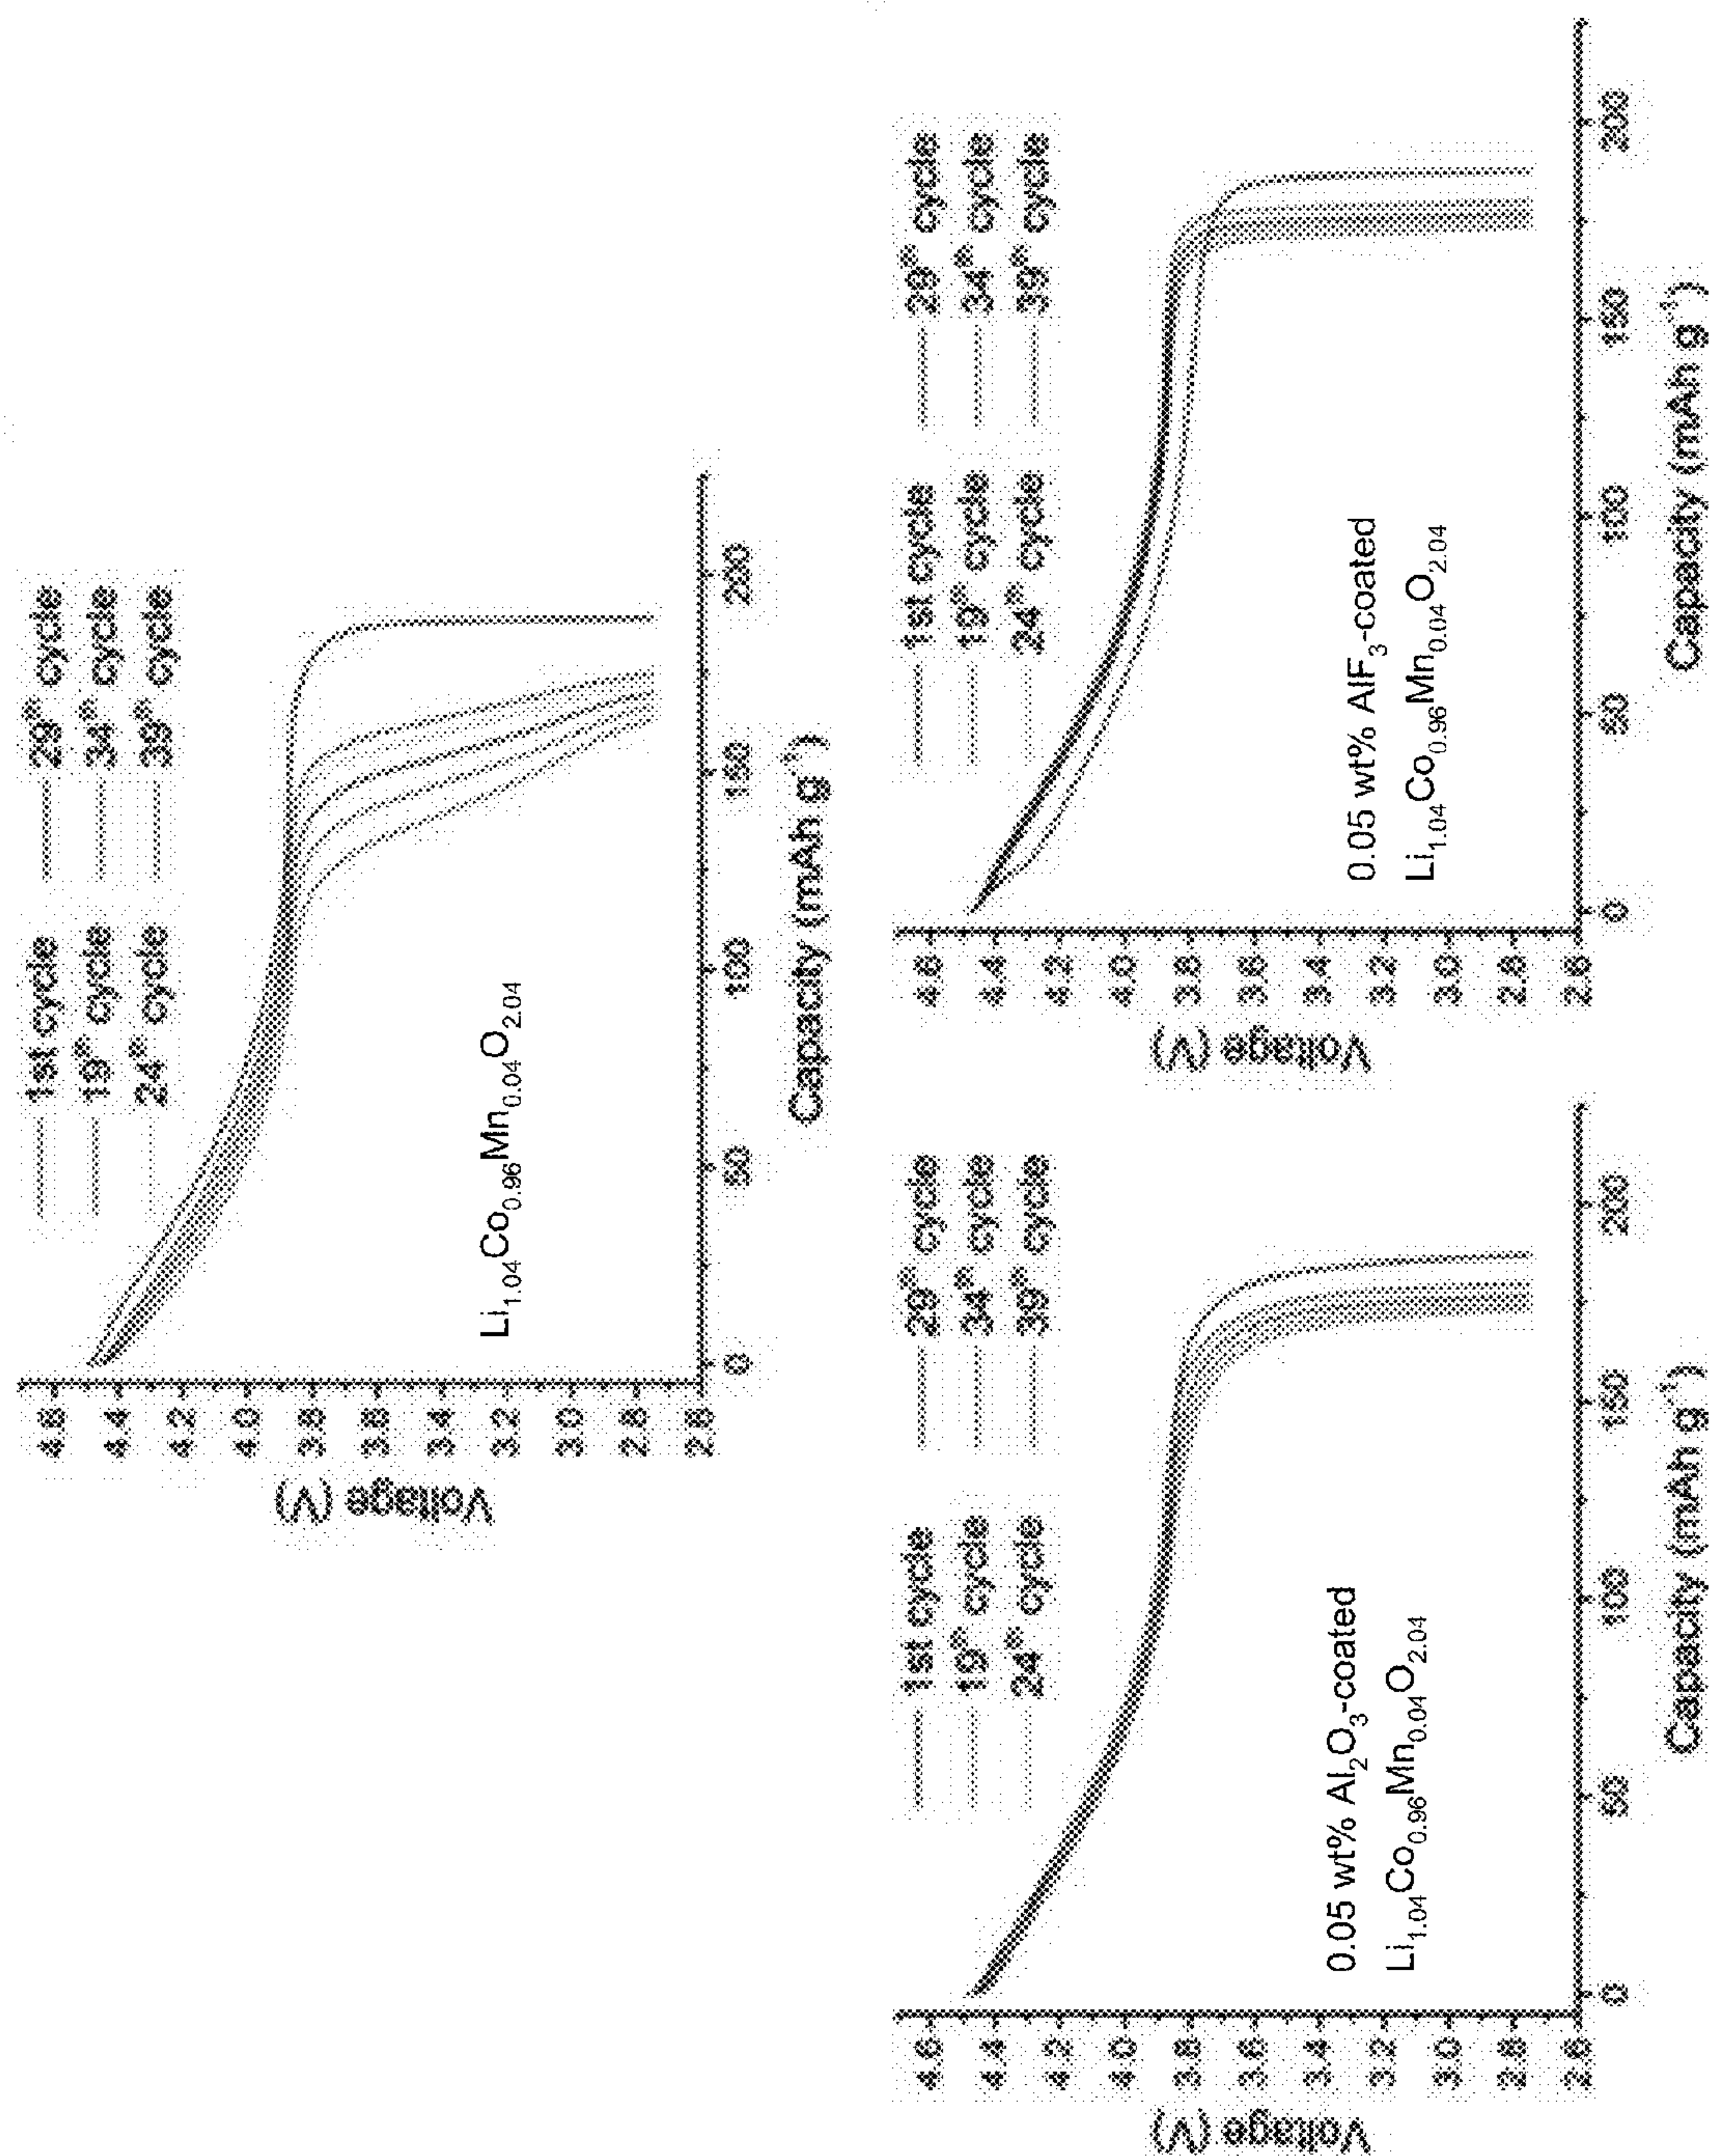 1st cycle
19th cycle
24th cycle
29th cycle
34th cycle
39th cycle
Voltage (V)
4.6
4.4
4.2
4.0
3.8
3.6
3.4
3.2
3.0
2.8
2.6
Li1.04Co0.96Mn0.04O2.04
0
50
100
150
200
Capacity (mAh g-1)
1st cycle
19th cycle
24th cycle
29th cycle
34th cycle
39th cycle
Voltage (V)
4.6
4.4
4.2
4.0
3.8
3.6
3.4
3.2
3.0
2.8
2.6
0.05 wt% Al2O3-coated
Li1.04Co0.96Mn0.04O2.04
0
50
100
150
200
Capacity (mAh g-1)
1st cycle
19th cycle
24th cycle
29th cycle
34th cycle
39th cycle
Voltage (V)
4.6
4.4
4.2
4.0
3.8
3.6
3.4
3.2
3.0
2.8
2.6
0.05 wt% AlF3-coated
Li1.04Co0.96Mn0.04O2.04
0
50
100
150
200
Capacity (mAh g-1)